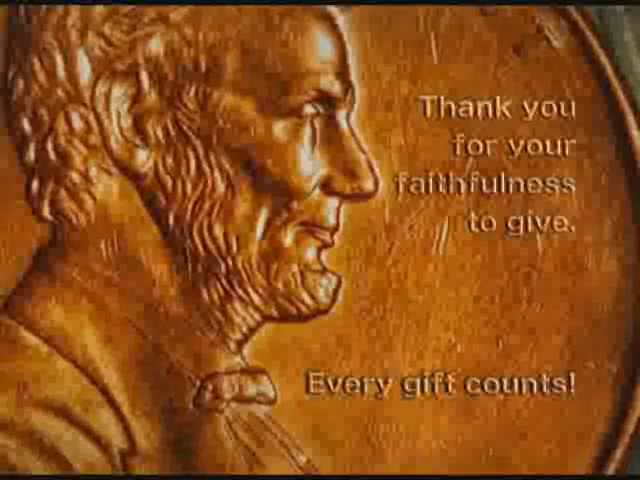 Thank you
for your
faithfulness
to give.
Every gift counts!